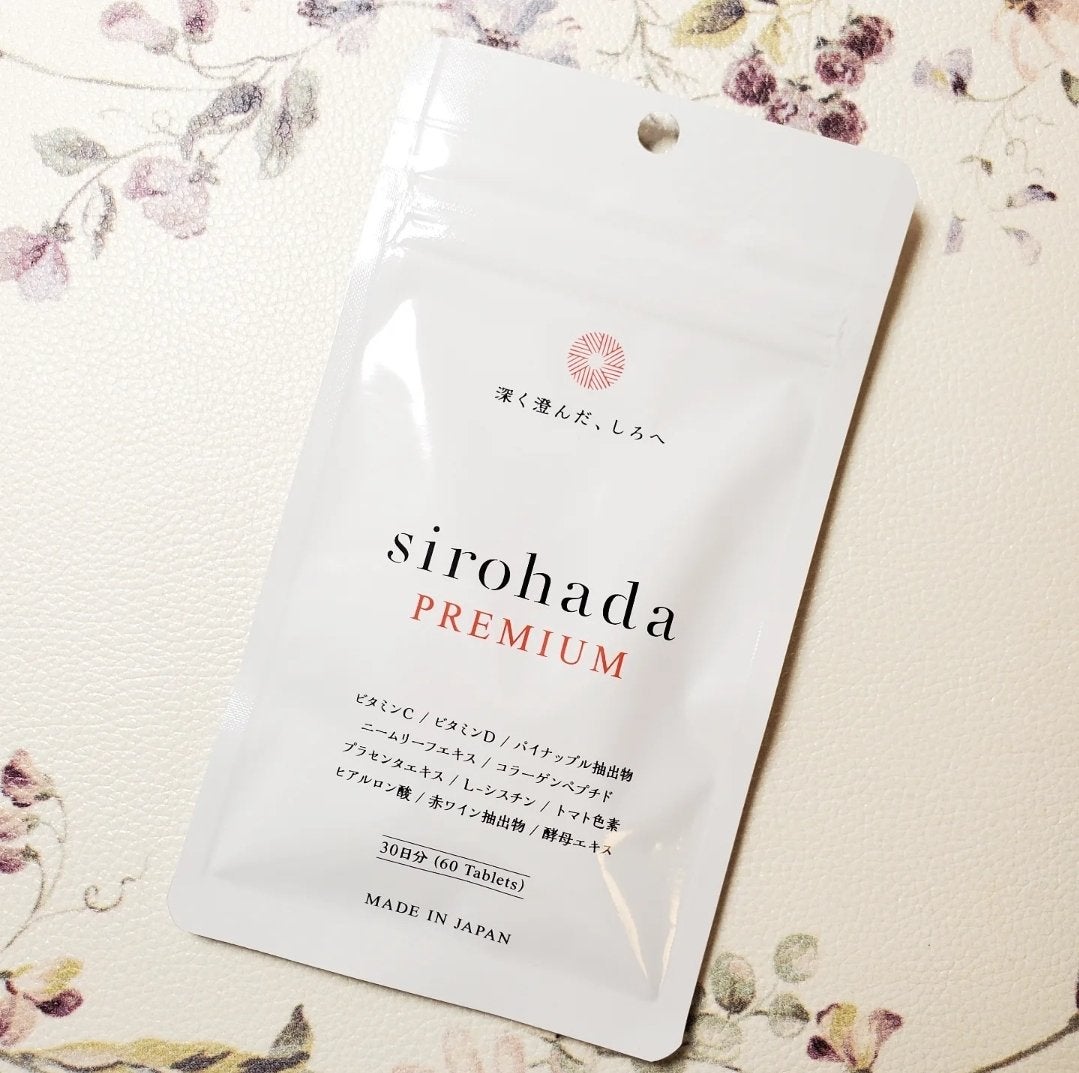 深く澄んだ、しろへ
sirohada
PREMIUM
ビタミンC / ビタミンD / パイナップル抽出物
ニームリーフエキス / コラーゲンペプチド
プラセンタエキス / L-シスチン / トマト色素
ヒアルロン酸 / 赤ワイン抽出物 / 酵母エキス
30日分 (60 Tablets)
MADE IN JAPAN